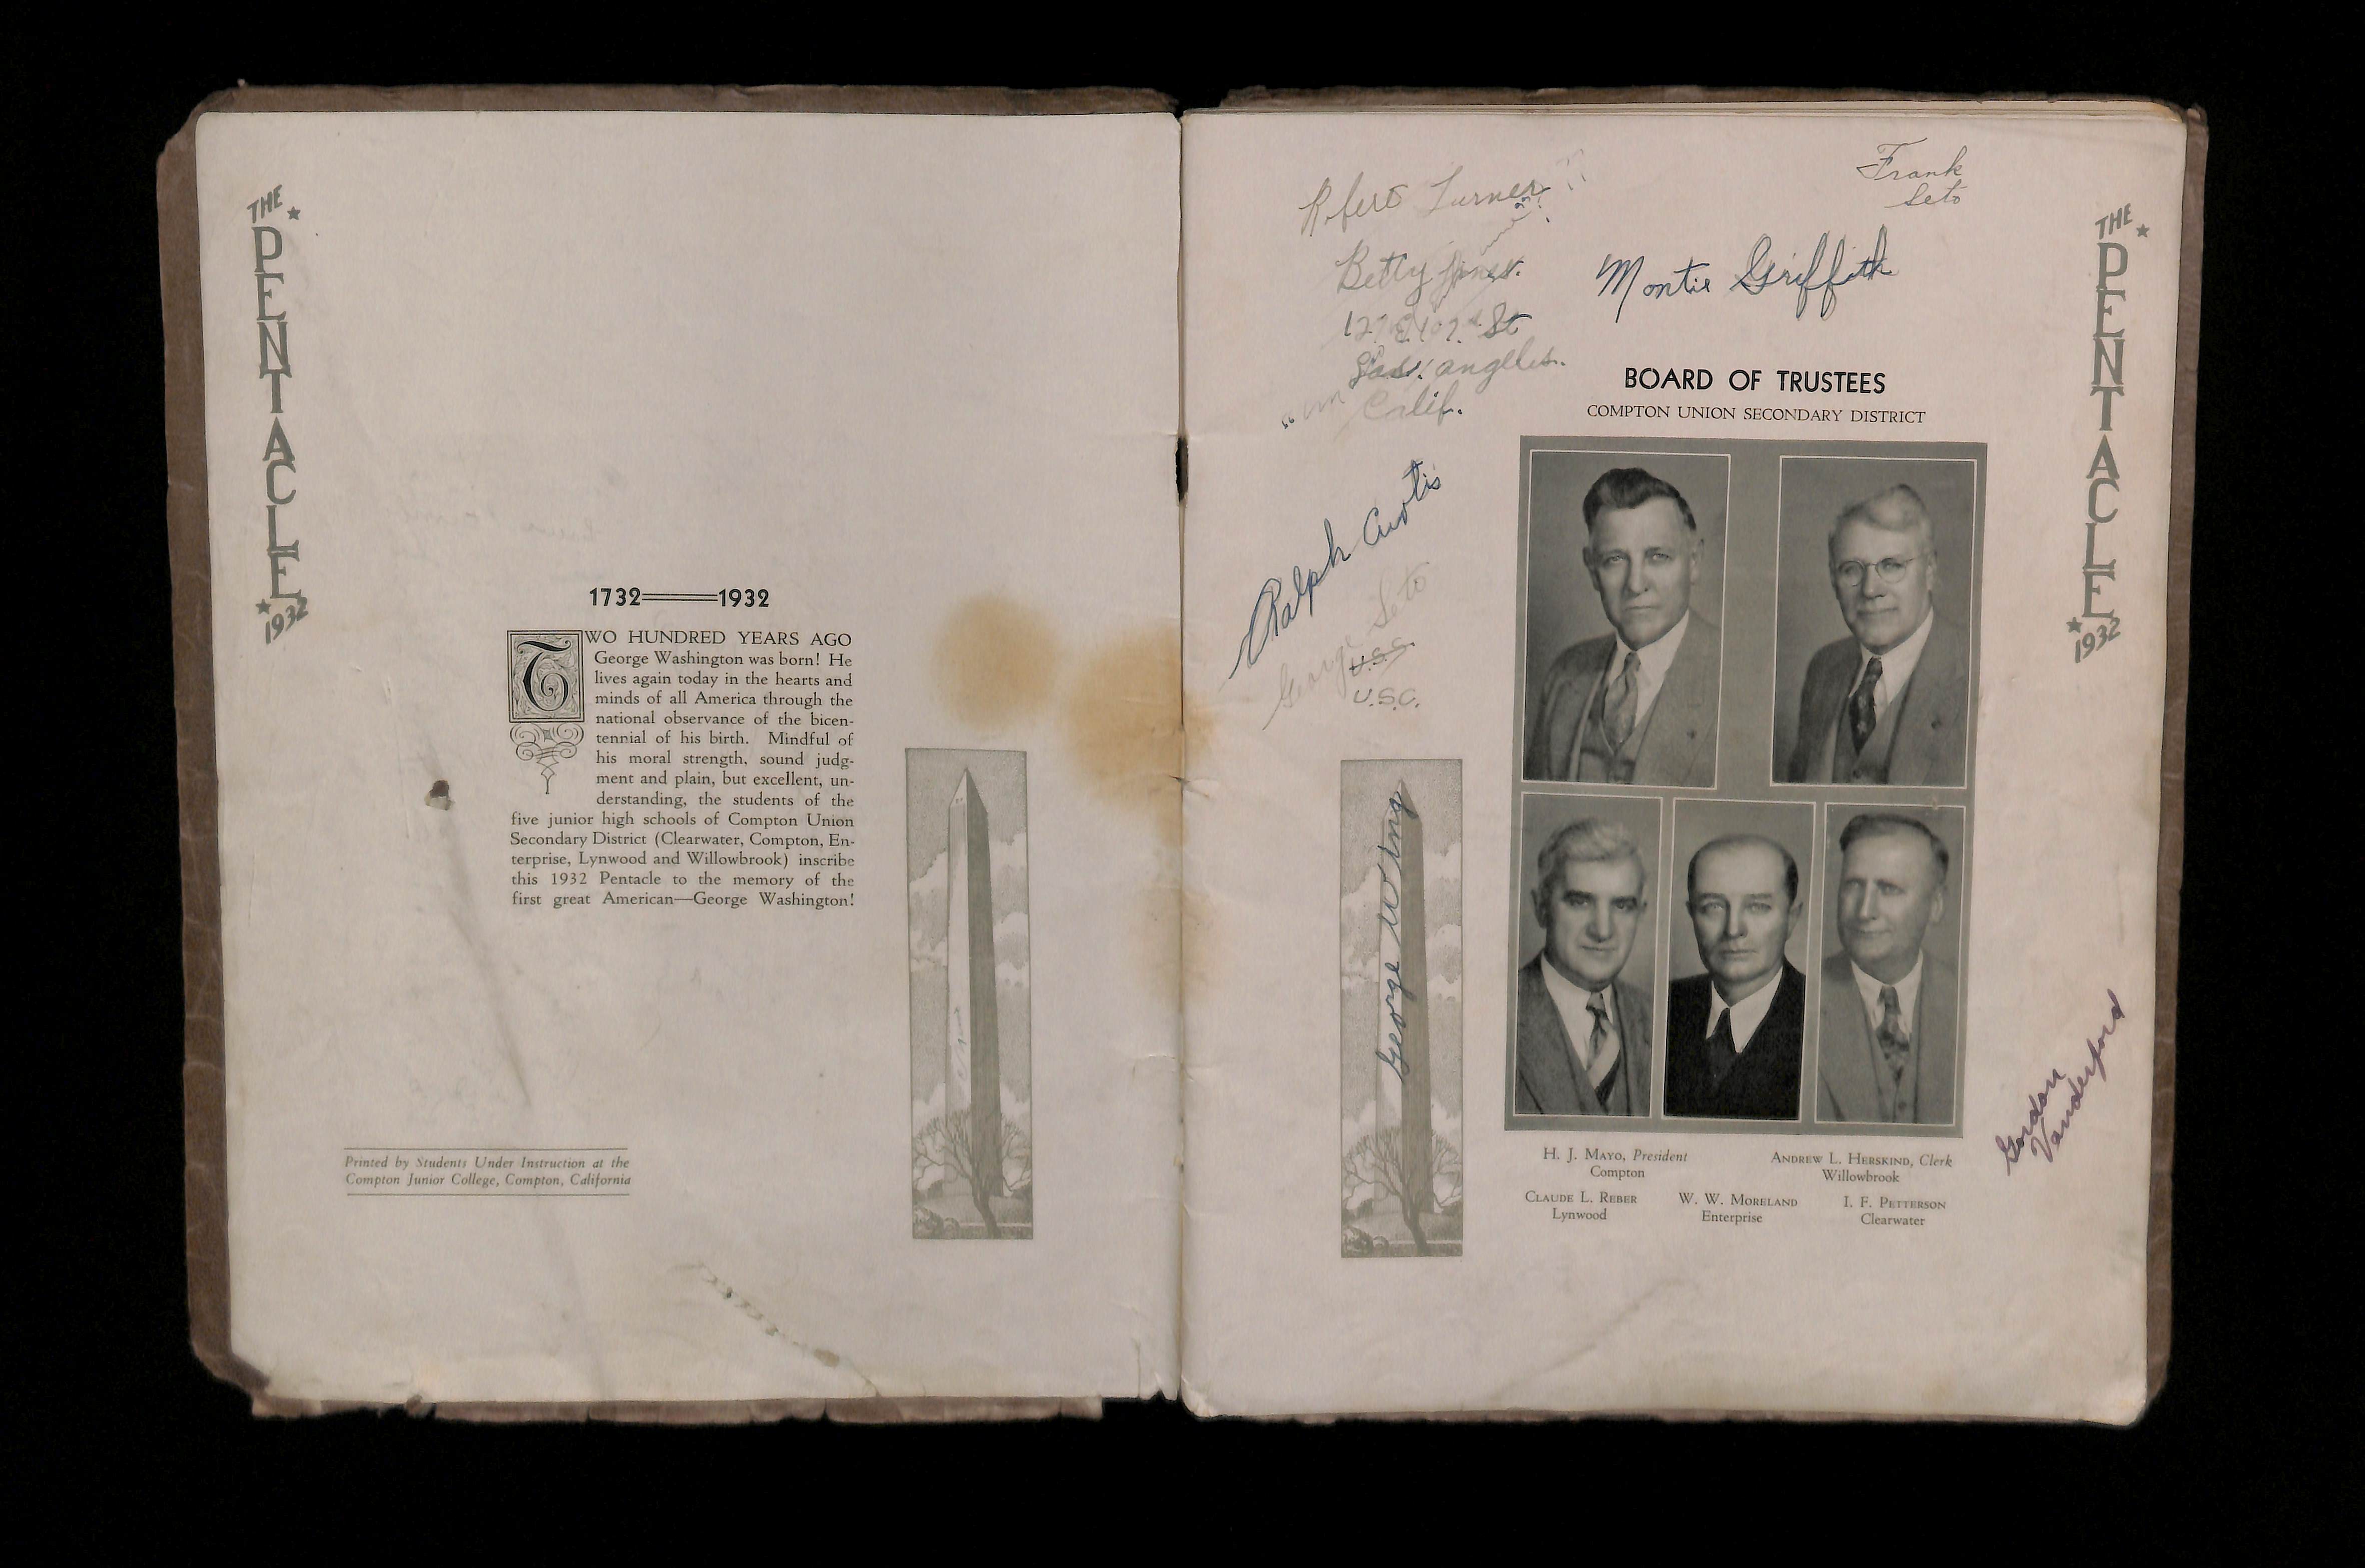 THE
PENTACLE
1932
1732 1932
TWO HUNDRED YEARS AGO
George Washington was born! He
lives again today in the hearts and
minds of all America through the
national observance of the bicen-
tennial of his birth. Mindful of
his moral strength, sound judg-
ment and plain, but excellent, un-
derstanding, the students of the
five junior high schools of Compton Union
Secondary District (Clearwater, Compton, En-
terprise, Lynwood and Willowbrook) inscribe
this 1932 Pentacle to the memory of the
first great American—George Washington!
Printed by Students Under Instruction at the
Compton Junior College, Compton, California
Frank
Seto
Robert Turner
Betty Jones.
St
Los Angeles.
Calif.
Montie Griffith
Ralph Curtis
George Seto
U.S.C.
George Wing
BOARD OF TRUSTEES
COMPTON UNION SECONDARY DISTRICT
H. J. MAYO, President
Compton
ANDREW L. HERSKIND, Clerk
Willowbrook
CLAUDE L. REBER
Lynwood
W. W. MORELAND
Enterprise
I. F. PETTERSON
Clearwater
Gordon
Vanderford
THE
PENTACLE
1932